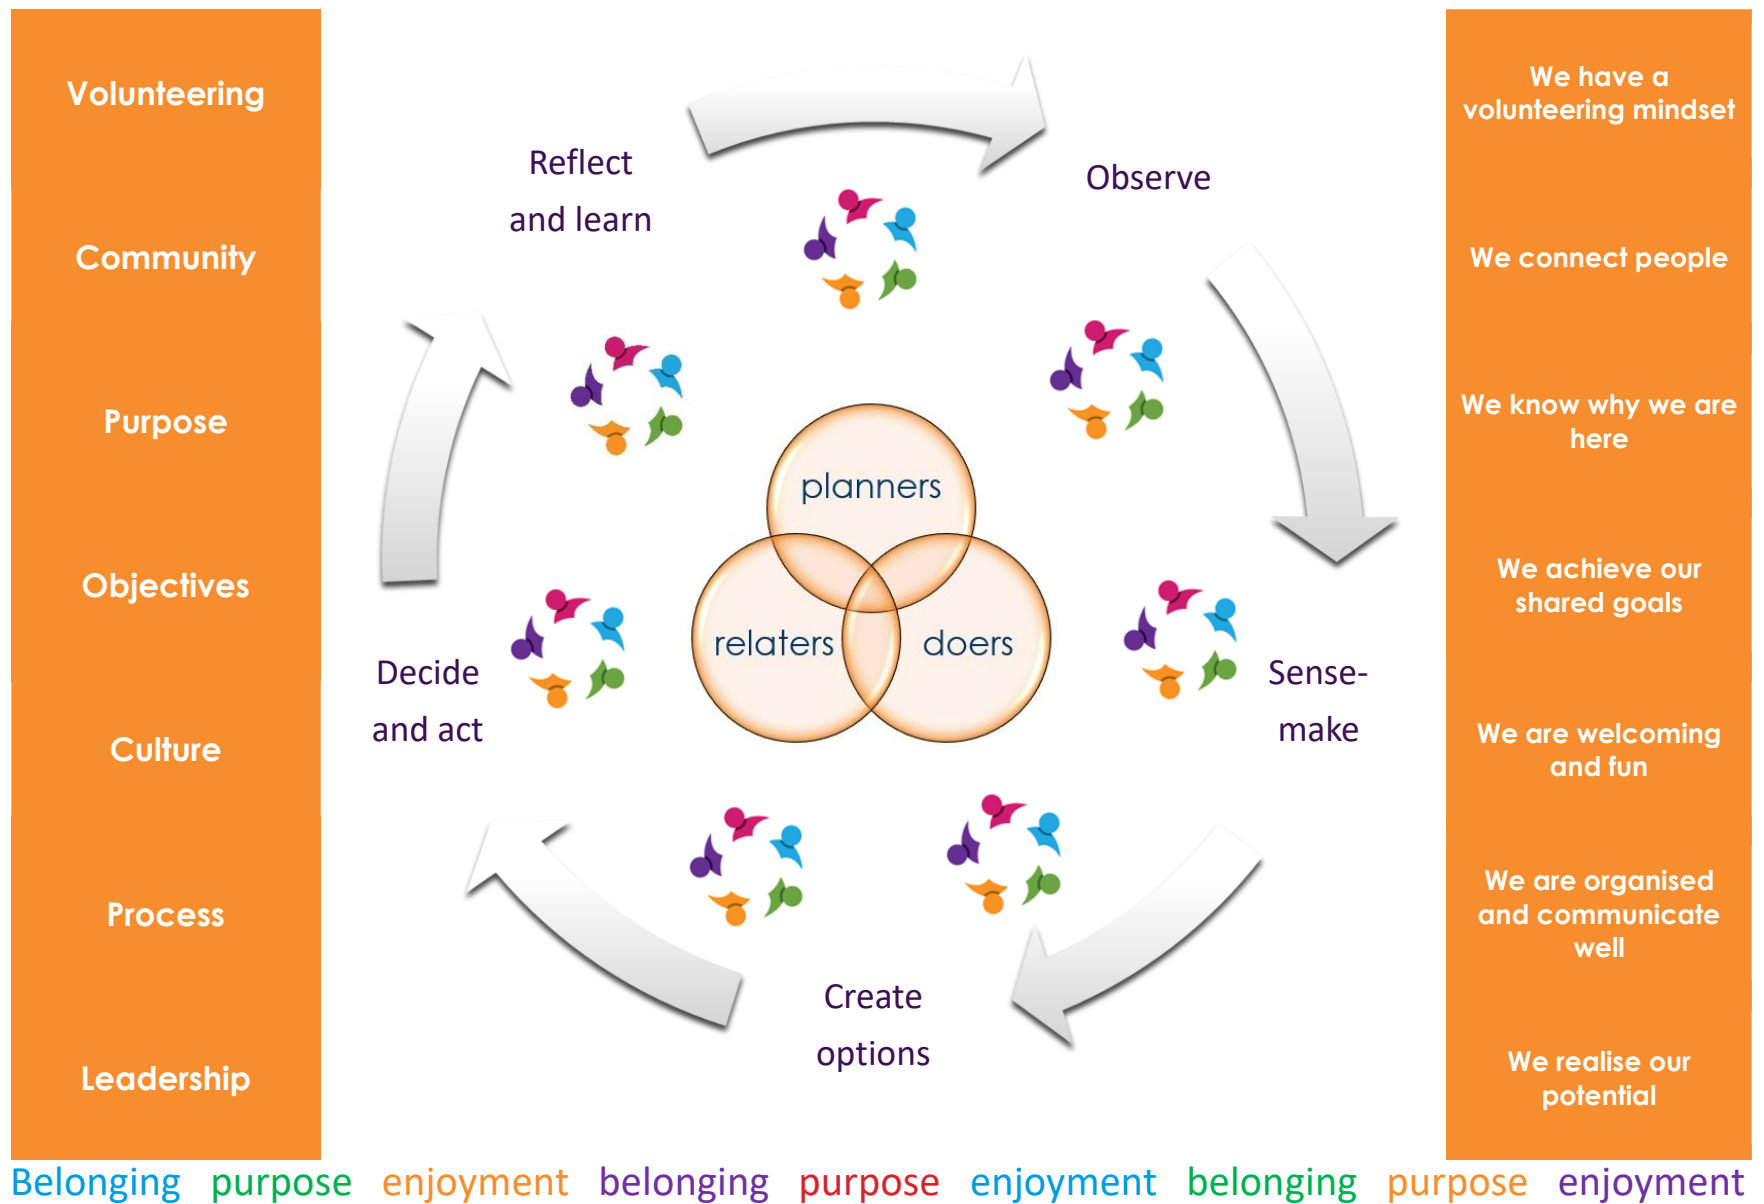 Volunteering
Community
Purpose
Objectives
Culture
Process
Leadership
Reflect
and learn
Observe
Sense-
make
Create
options
Decide
and act
planners
relaters
doers
We have a
volunteering mindset
We connect people
We know why we are
here
We achieve our
shared goals
We are welcoming
and fun
We are organised
and communicate
well
We realise our
potential
Belonging purpose enjoyment belonging purpose enjoyment belonging purpose enjoyment